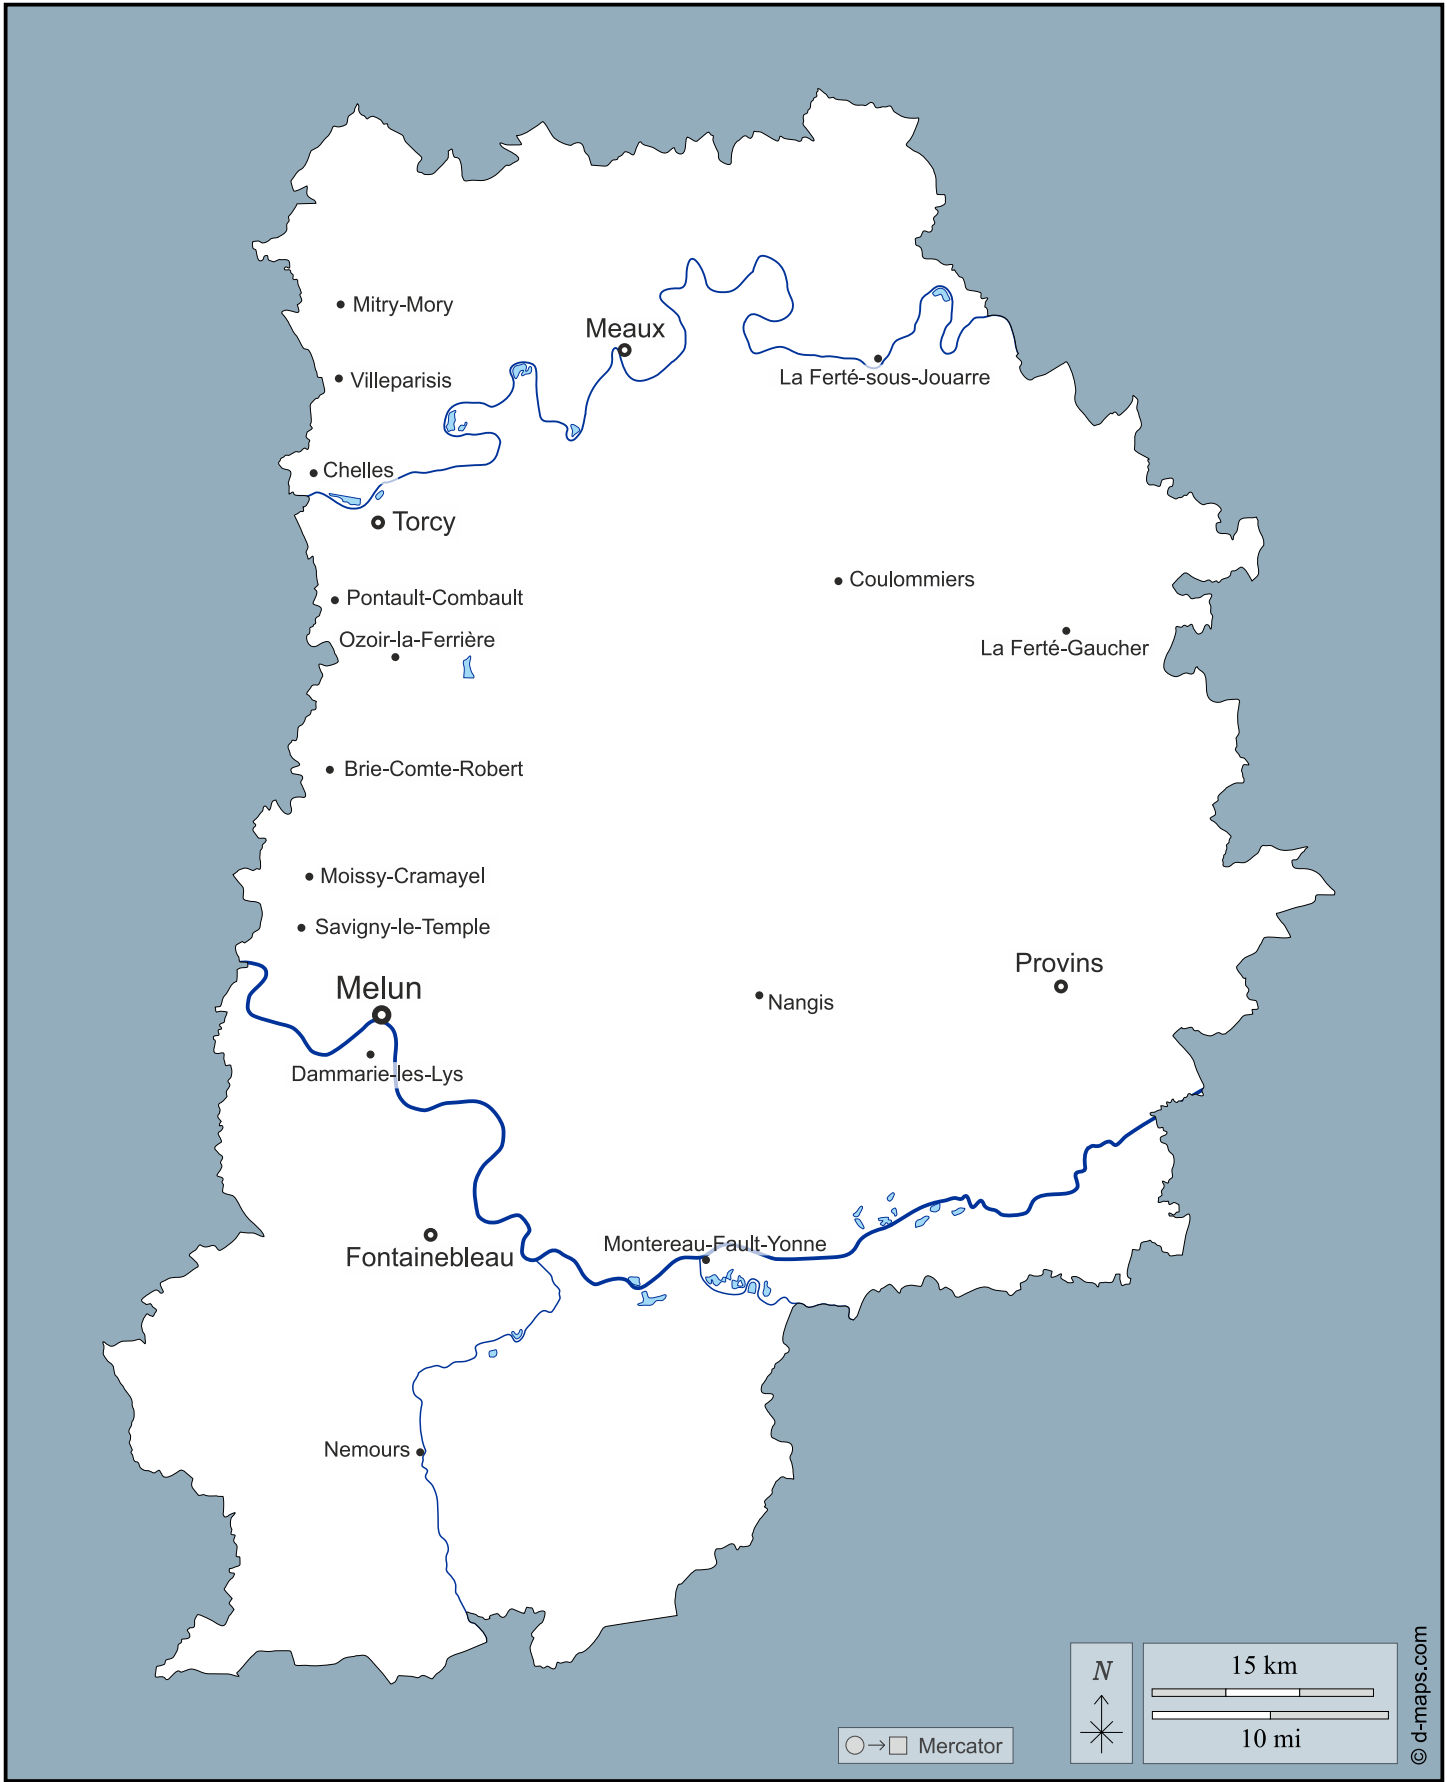 Mitry-Mory
Meaux
Villeparisis
La Ferté-sous-Jouarre
Chelles
Torcy
Coulommiers
Pontault-Combault
Ozoir-la-Ferrière
La Ferté-Gaucher
Brie-Comte-Robert
Moissy-Cramayel
Savigny-le-Temple
Provins
Melun
Nangis
Dammarie-les-Lys
Montereau-Fault-Yonne
Fontainebleau
Nemours
N
15 km
10 mi
Mercator
© d-maps.com